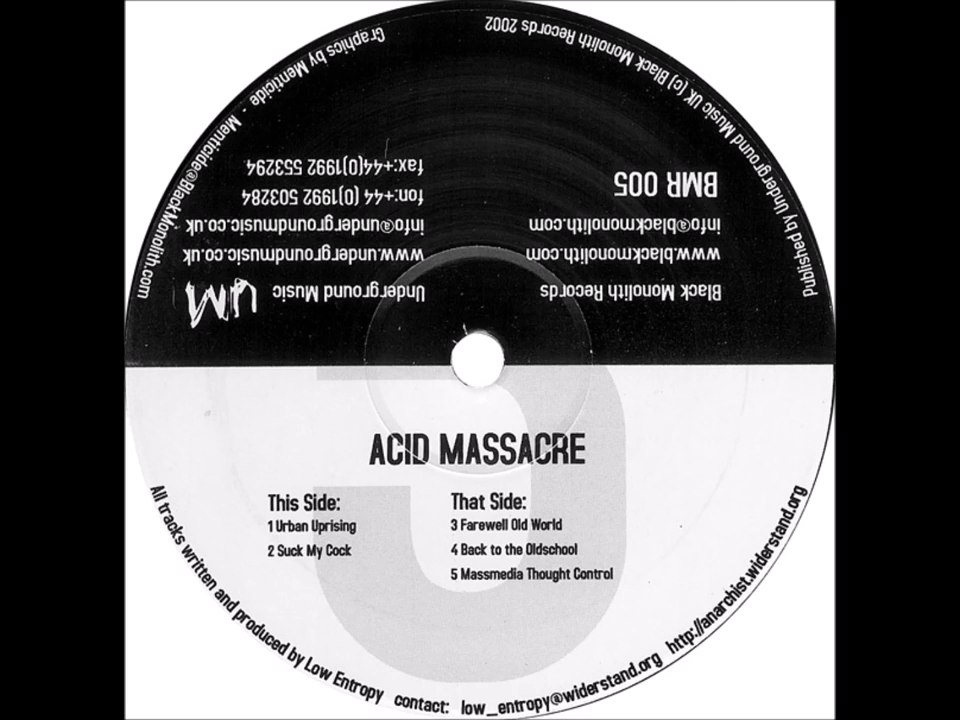 Published by Underground Music UK (c) Black Monolith Records 2002
Graphics by Menticide - Menticide@BlackMonolith.com
BMR 005
info@blackmonolith.com
www.blackmonolith.com
Black Monolith Records
fax:+44(0)1992 553294
fon:+44 (0)1992 503284
info@undergroundmusic.co.uk
www.undergroundmusic.co.uk
Underground Music
UM
5
ACID MASSACRE
This Side:
1 Urban Uprising
2 Suck My Cock
That Side:
3 Farewell Old World
4 Back to the Oldschool
5 Massmedia Thought Control
All tracks written and produced by Low Entropy contact: low_entropy@widerstand.org http://anarchist.widerstand.org